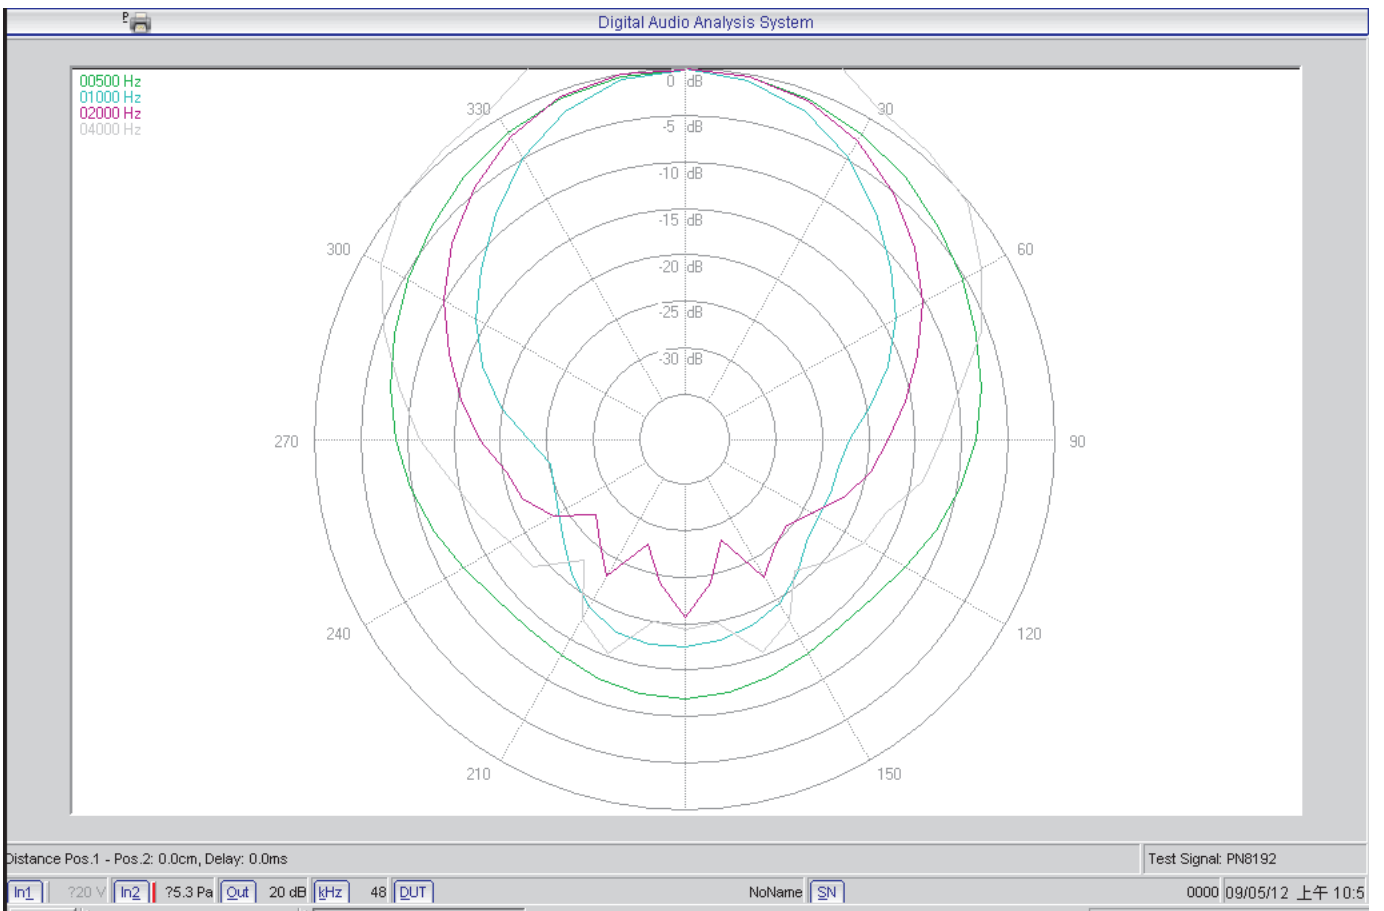 P
Digital Audio Analysis System
00500 Hz
01000 Hz
02000 Hz
04000 Hz
0 dB
-5 dB
-10 dB
-15 dB
-20 dB
-25 dB
-30 dB
330
30
300
60
270
90
240
120
210
150
Distance Pos.1 - Pos.2: 0.0cm, Delay: 0.0ms
Test Signal: PN8192
In1 ?20 V In2 ?5.3 Pa Out 20 dB kHz 48 DUT NoName SN 0000 09/05/12 上午 10:5